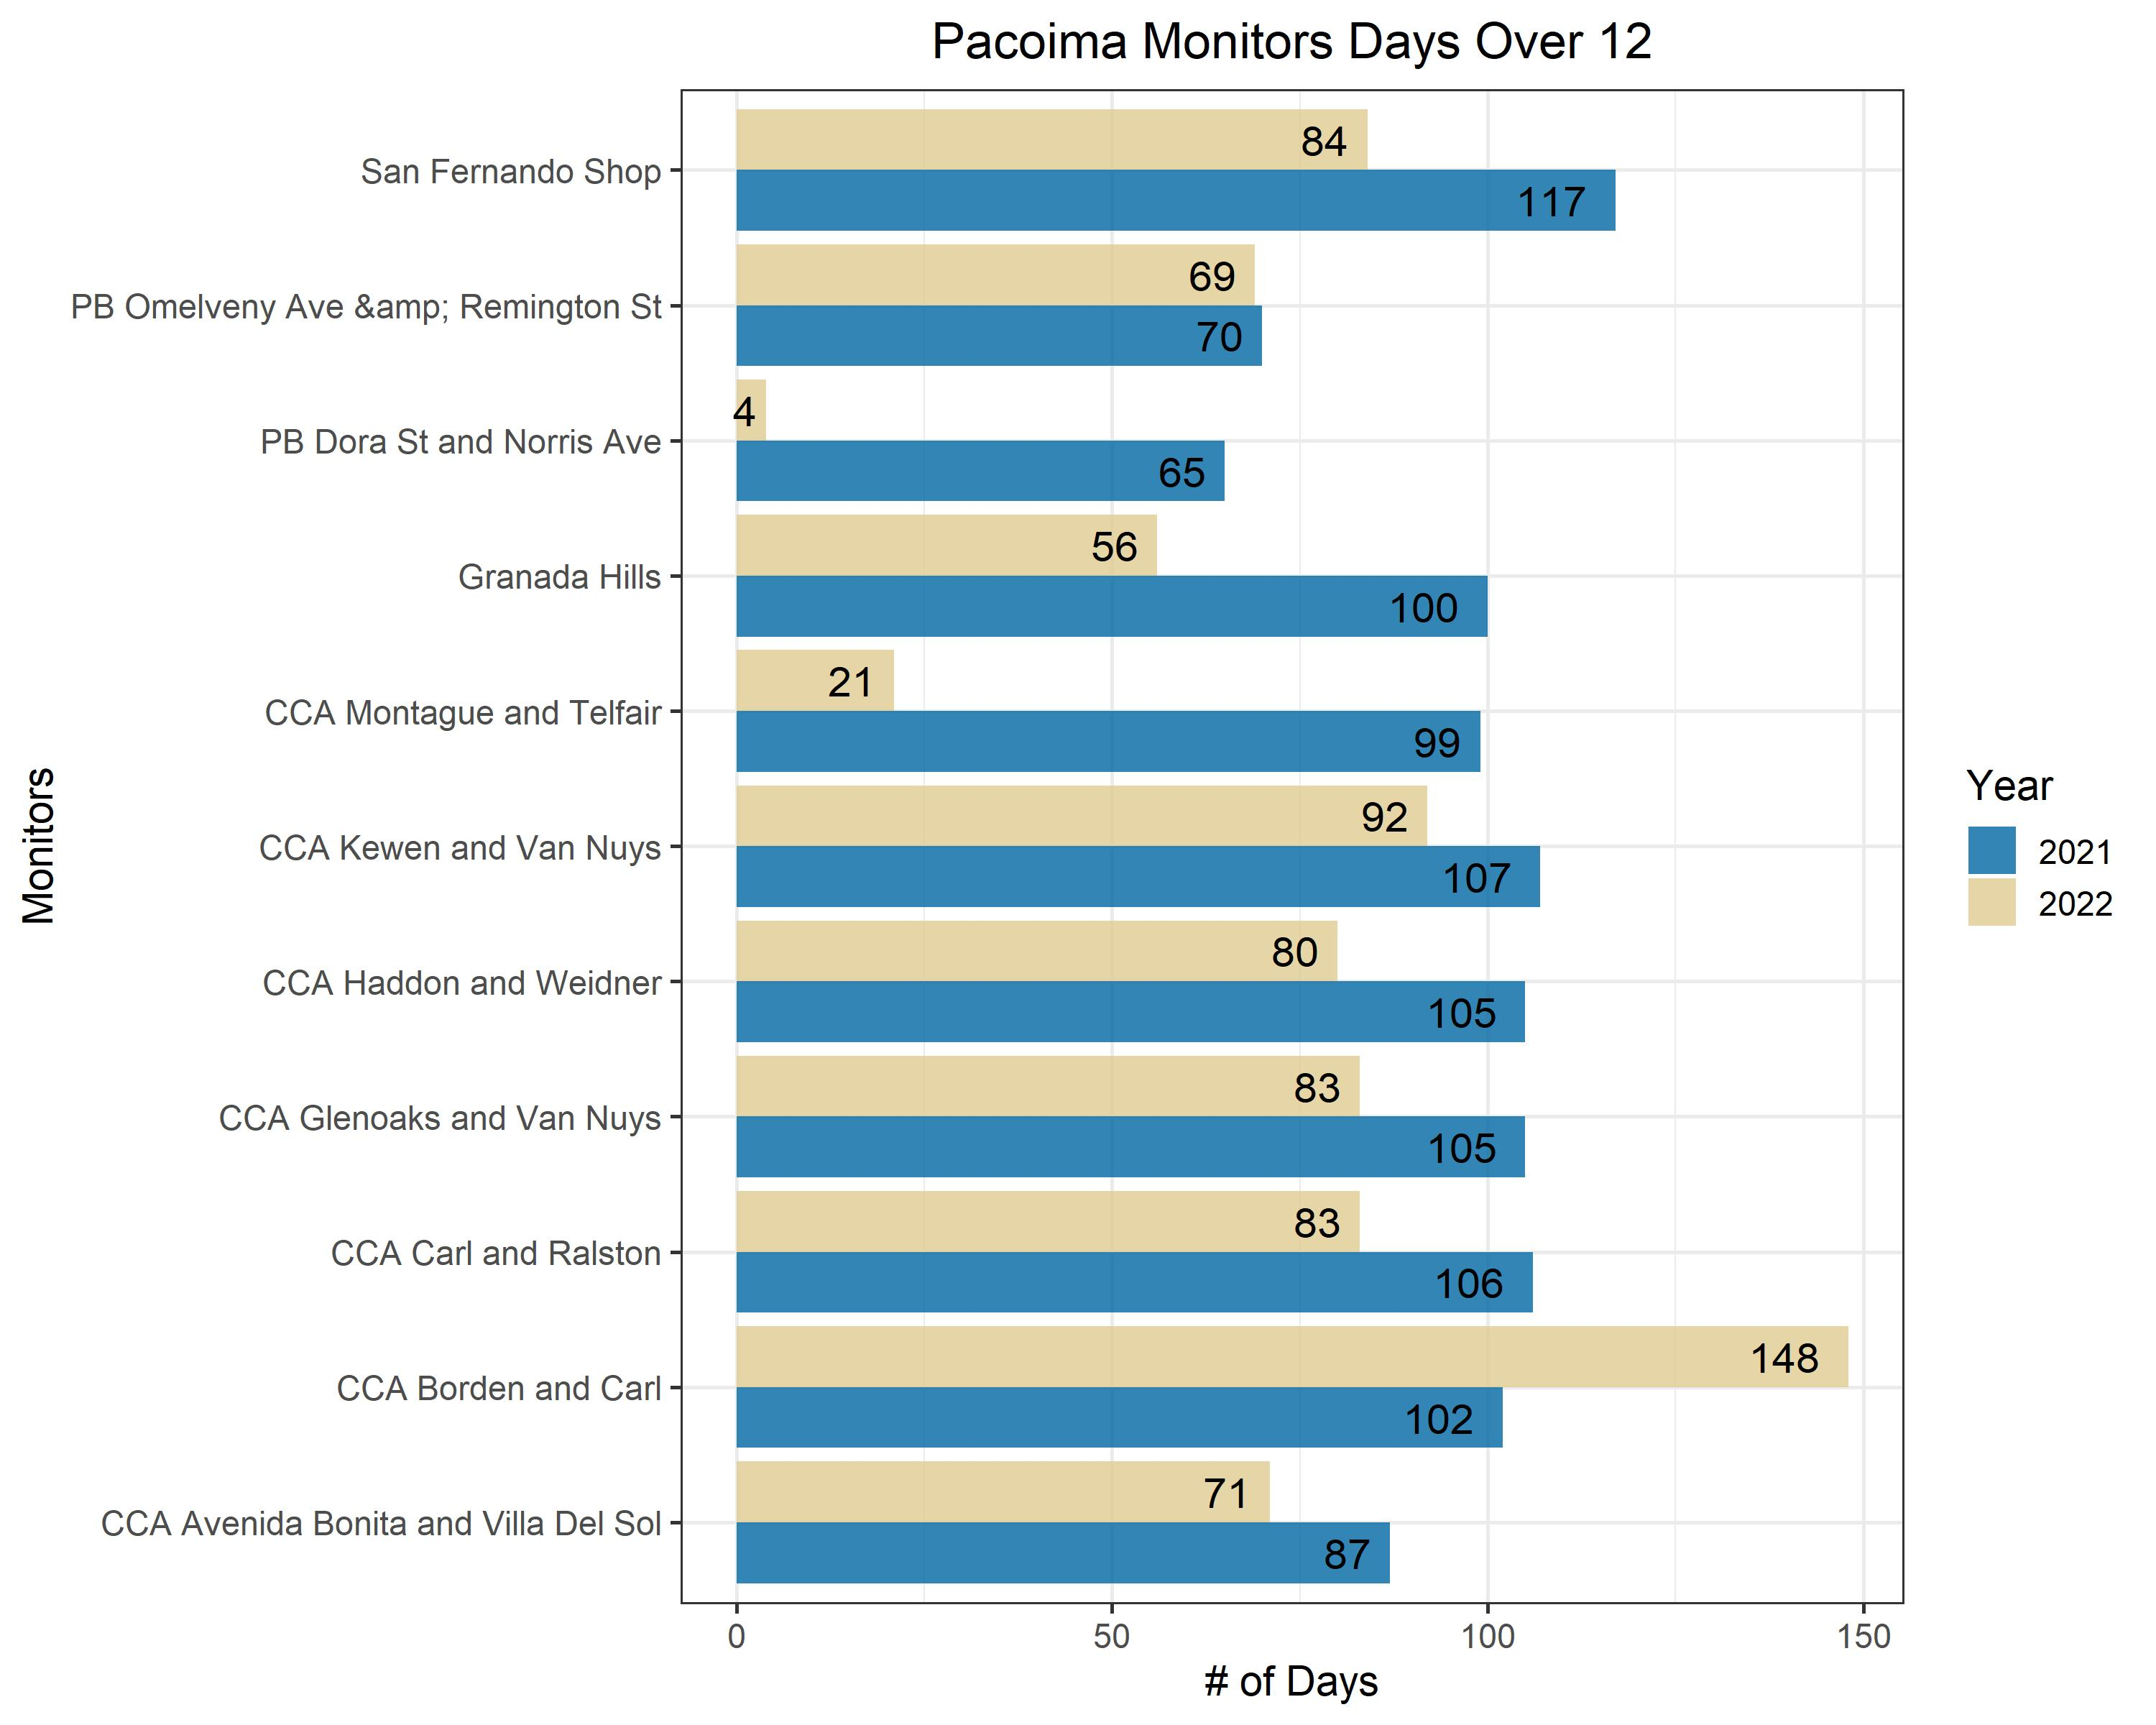 Pacoima Monitors Days Over 12
Monitors
San Fernando Shop
84
117
PB Omelveny Ave &amp;amp; Remington St
69
70
PB Dora St and Norris Ave
4
65
Granada Hills
56
100
CCA Montague and Telfair
21
99
CCA Kewen and Van Nuys
92
107
CCA Haddon and Weidner
80
105
CCA Glenoaks and Van Nuys
83
105
CCA Carl and Ralston
83
106
CCA Borden and Carl
148
102
CCA Avenida Bonita and Villa Del Sol
71
87
0 50 100 150
# of Days
Year
2021
2022